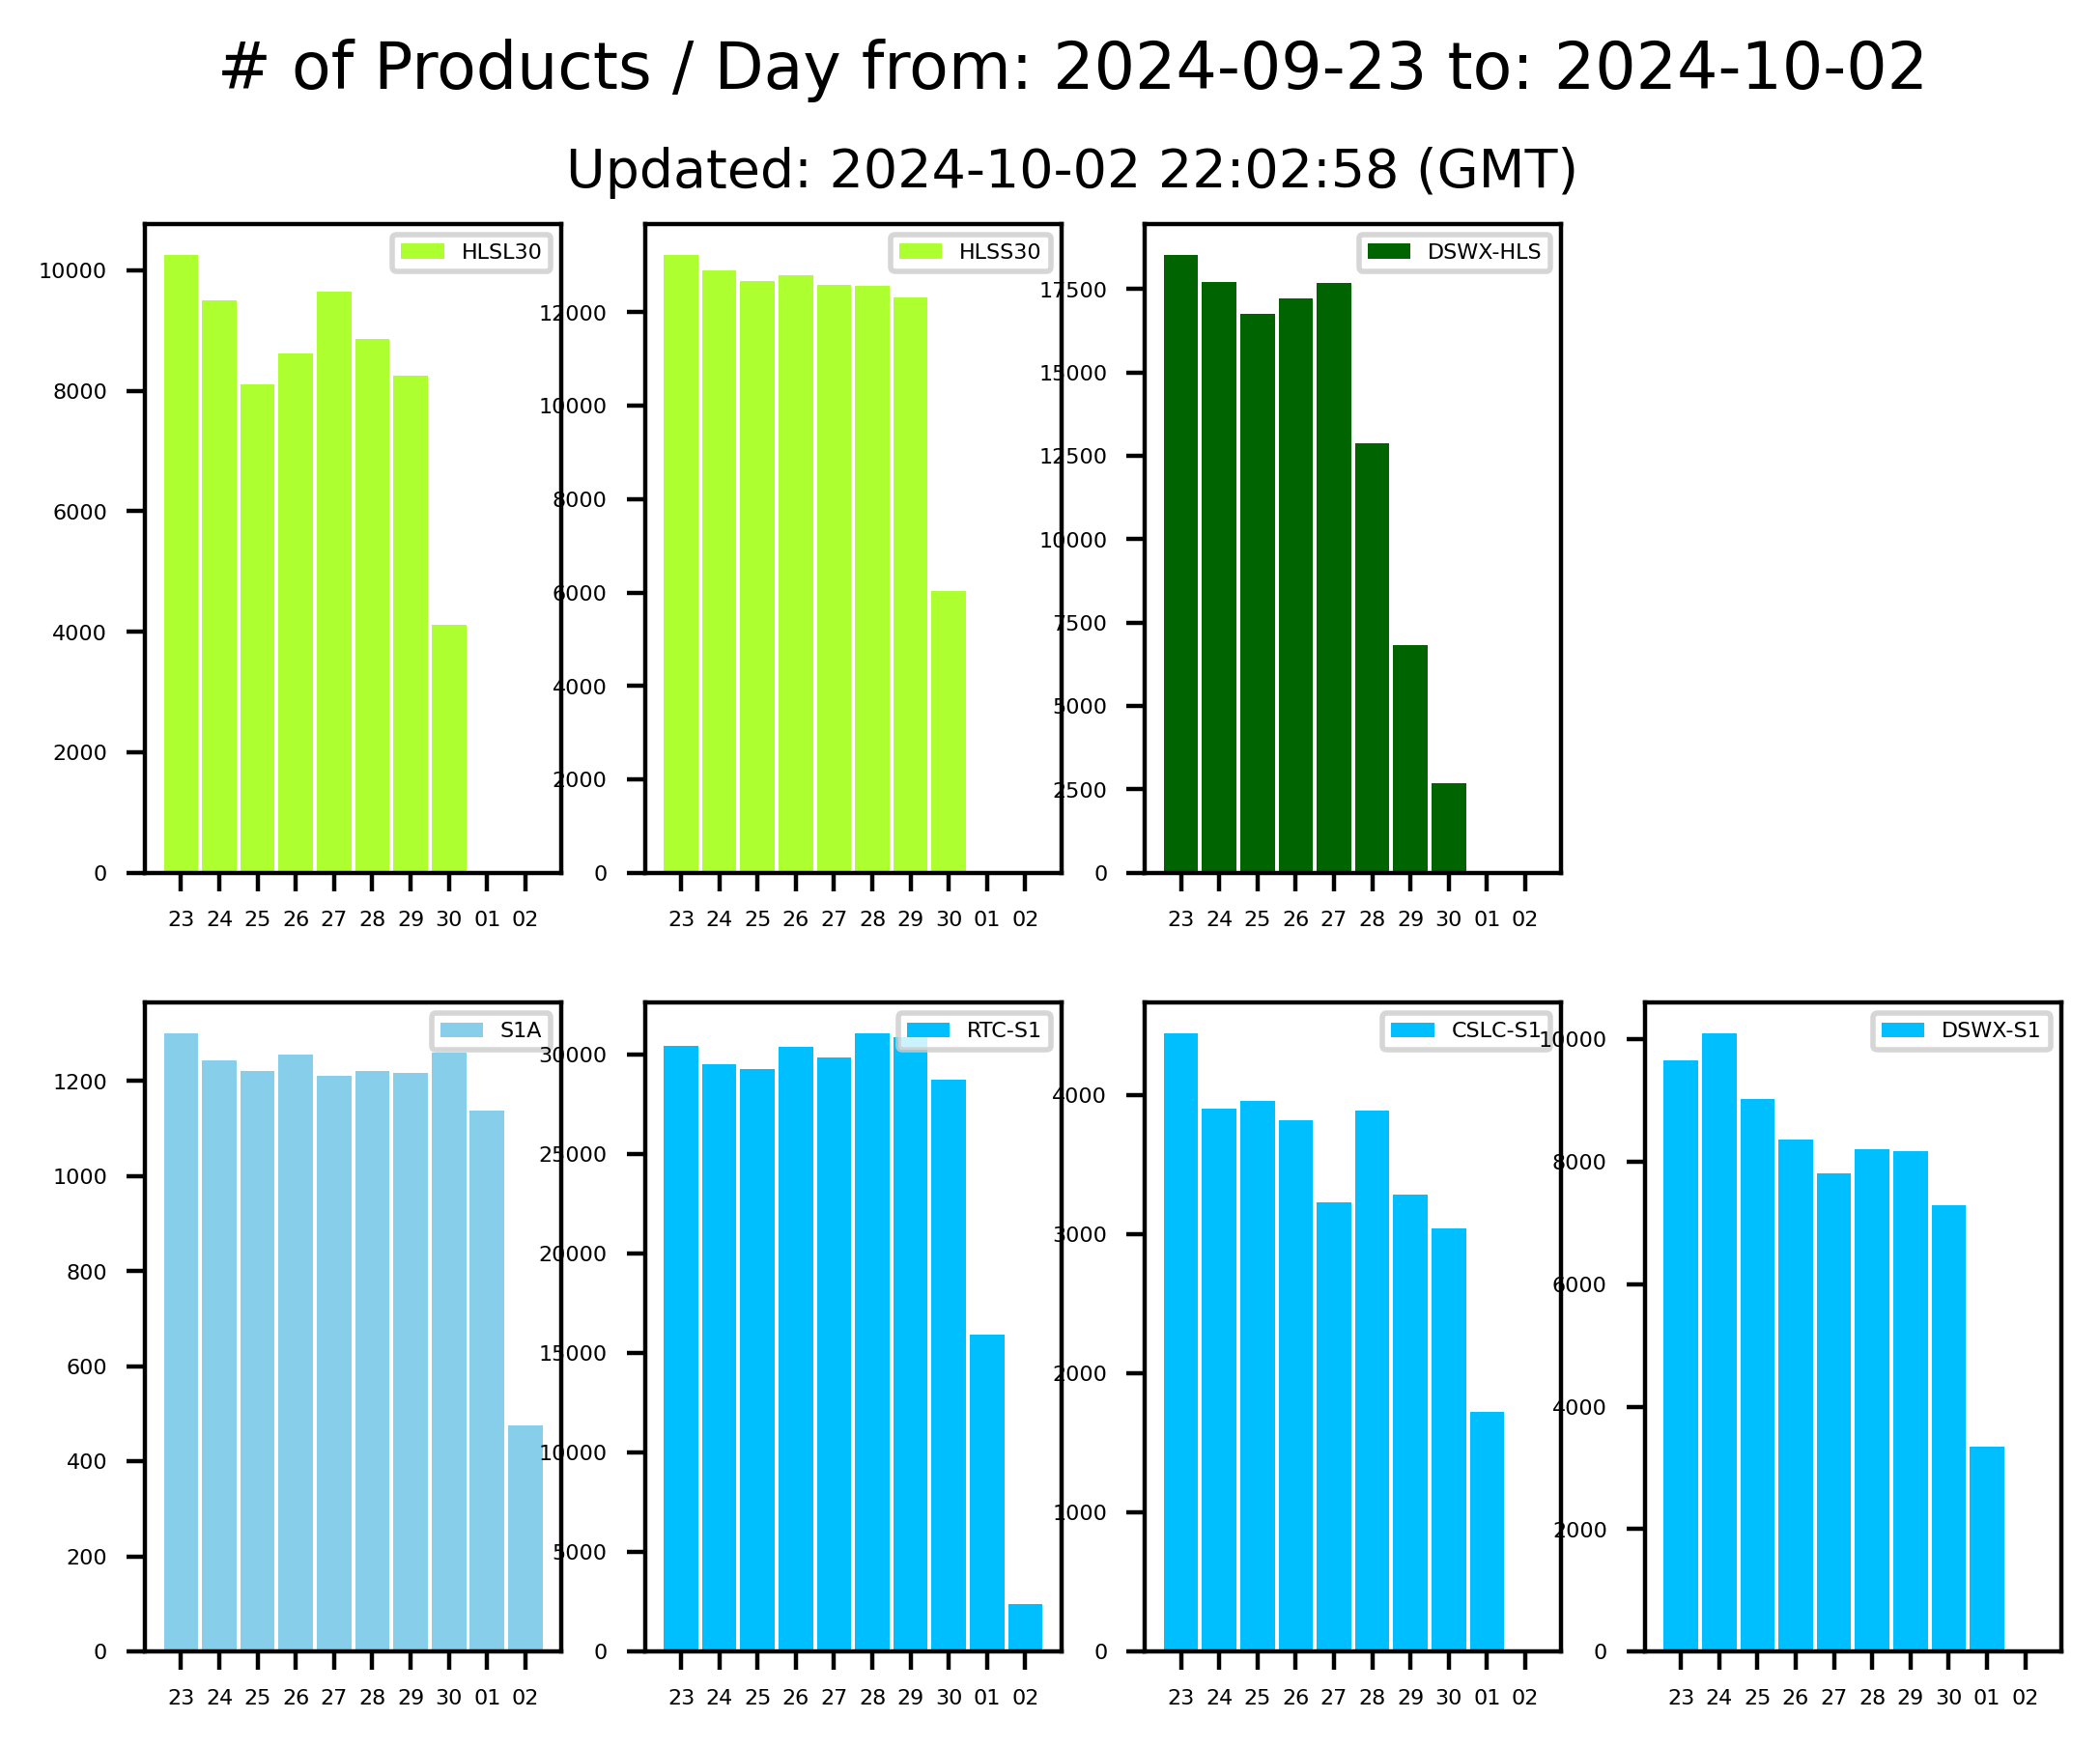 # of Products / Day from: 2024-09-23 to: 2024-10-02
Updated: 2024-10-02 22:02:58 (GMT)
HLSL30
10000
8000
6000
4000
2000
0
23 24 25 26 27 28 29 30 01 02
HLSS30
12000
10000
8000
6000
4000
2000
0
23 24 25 26 27 28 29 30 01 02
DSWX-HLS
17500
15000
12500
10000
7500
5000
2500
0
23 24 25 26 27 28 29 30 01 02
S1A
1200
1000
800
600
400
200
0
23 24 25 26 27 28 29 30 01 02
RTC-S1
30000
25000
20000
15000
10000
5000
0
23 24 25 26 27 28 29 30 01 02
CSLC-S1
4000
3000
2000
1000
0
23 24 25 26 27 28 29 30 01 02
DSWX-S1
10000
8000
6000
4000
2000
0
23 24 25 26 27 28 29 30 01 02